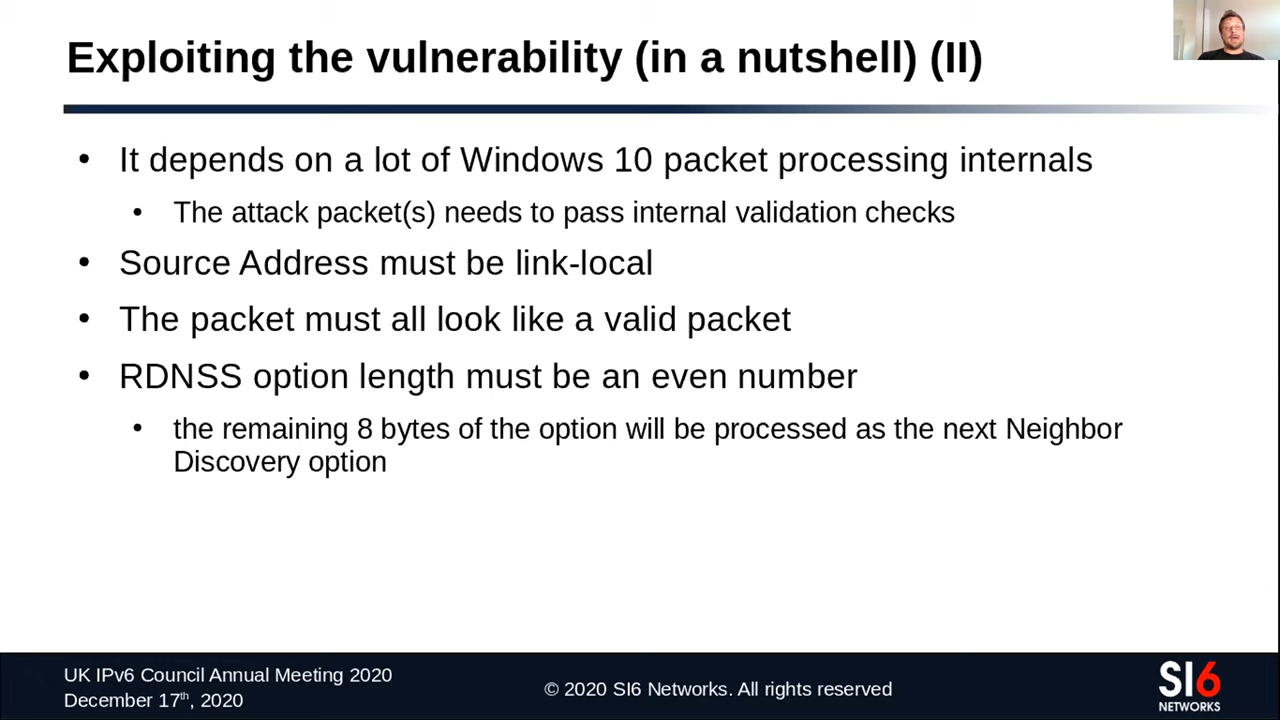 Exploiting the vulnerability (in a nutshell) (II)
• It depends on a lot of Windows 10 packet processing internals
• The attack packet(s) needs to pass internal validation checks
• Source Address must be link-local
• The packet must all look like a valid packet
• RDNSS option length must be an even number
• the remaining 8 bytes of the option will be processed as the next Neighbor
Discovery option
UK IPv6 Council Annual Meeting 2020
December 17th, 2020
© 2020 SI6 Networks. All rights reserved
SI6
NETWORKS